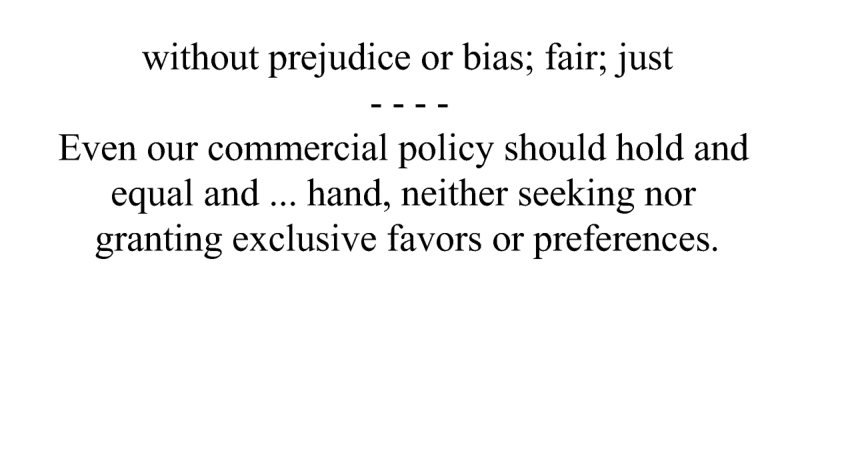 without prejudice or bias; fair; just
- - - -
Even our commercial policy should hold and
equal and ... hand, neither seeking nor
granting exclusive favors or preferences.